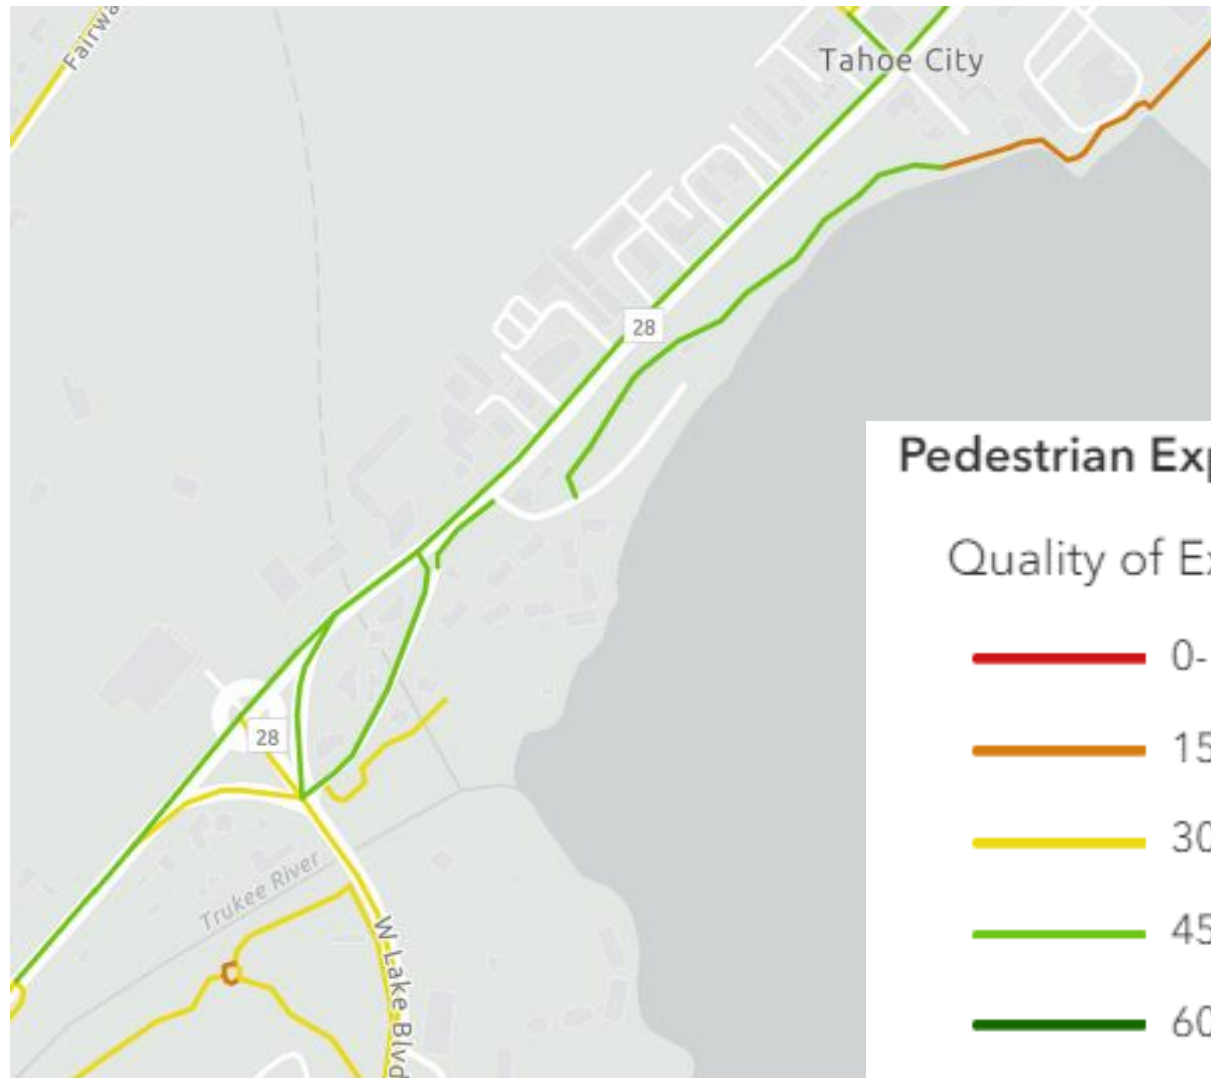 Fairwa
Tahoe City
28
Pedestrian Exp
Quality of Ex
0-
15
28
30
Trukee River
45
W Lake Blvd
60